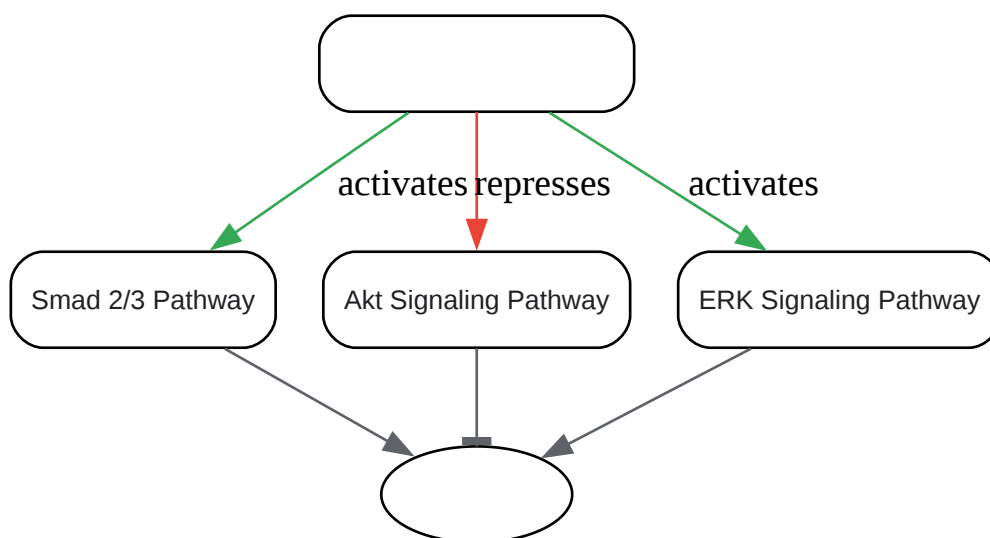 activates
represses
activates
Smad 2/3 Pathway
Akt Signaling Pathway
ERK Signaling Pathway